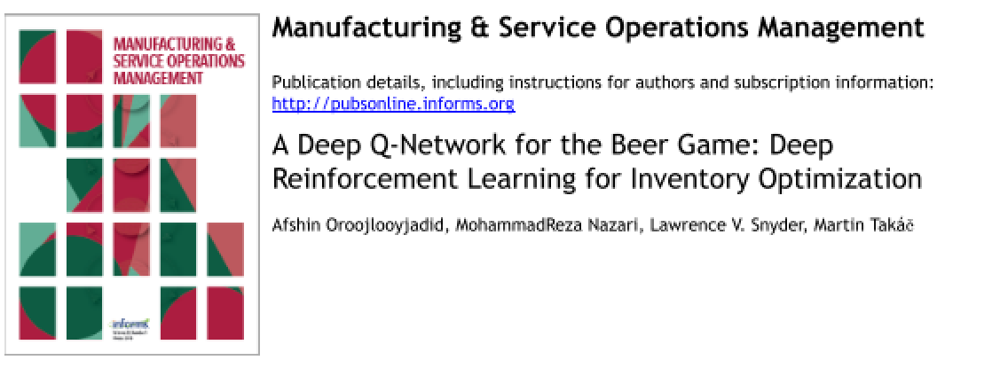 MANUFACTURING &
SERVICE OPERATIONS
MANAGEMENT
informs
Manufacturing & Service Operations Management
Publication details, including instructions for authors and subscription information:
http://pubsonline.informs.org
A Deep Q-Network for the Beer Game: Deep
Reinforcement Learning for Inventory Optimization
Afshin Oroojlooyjadid, MohammadReza Nazari, Lawrence V. Snyder, Martin Takáč